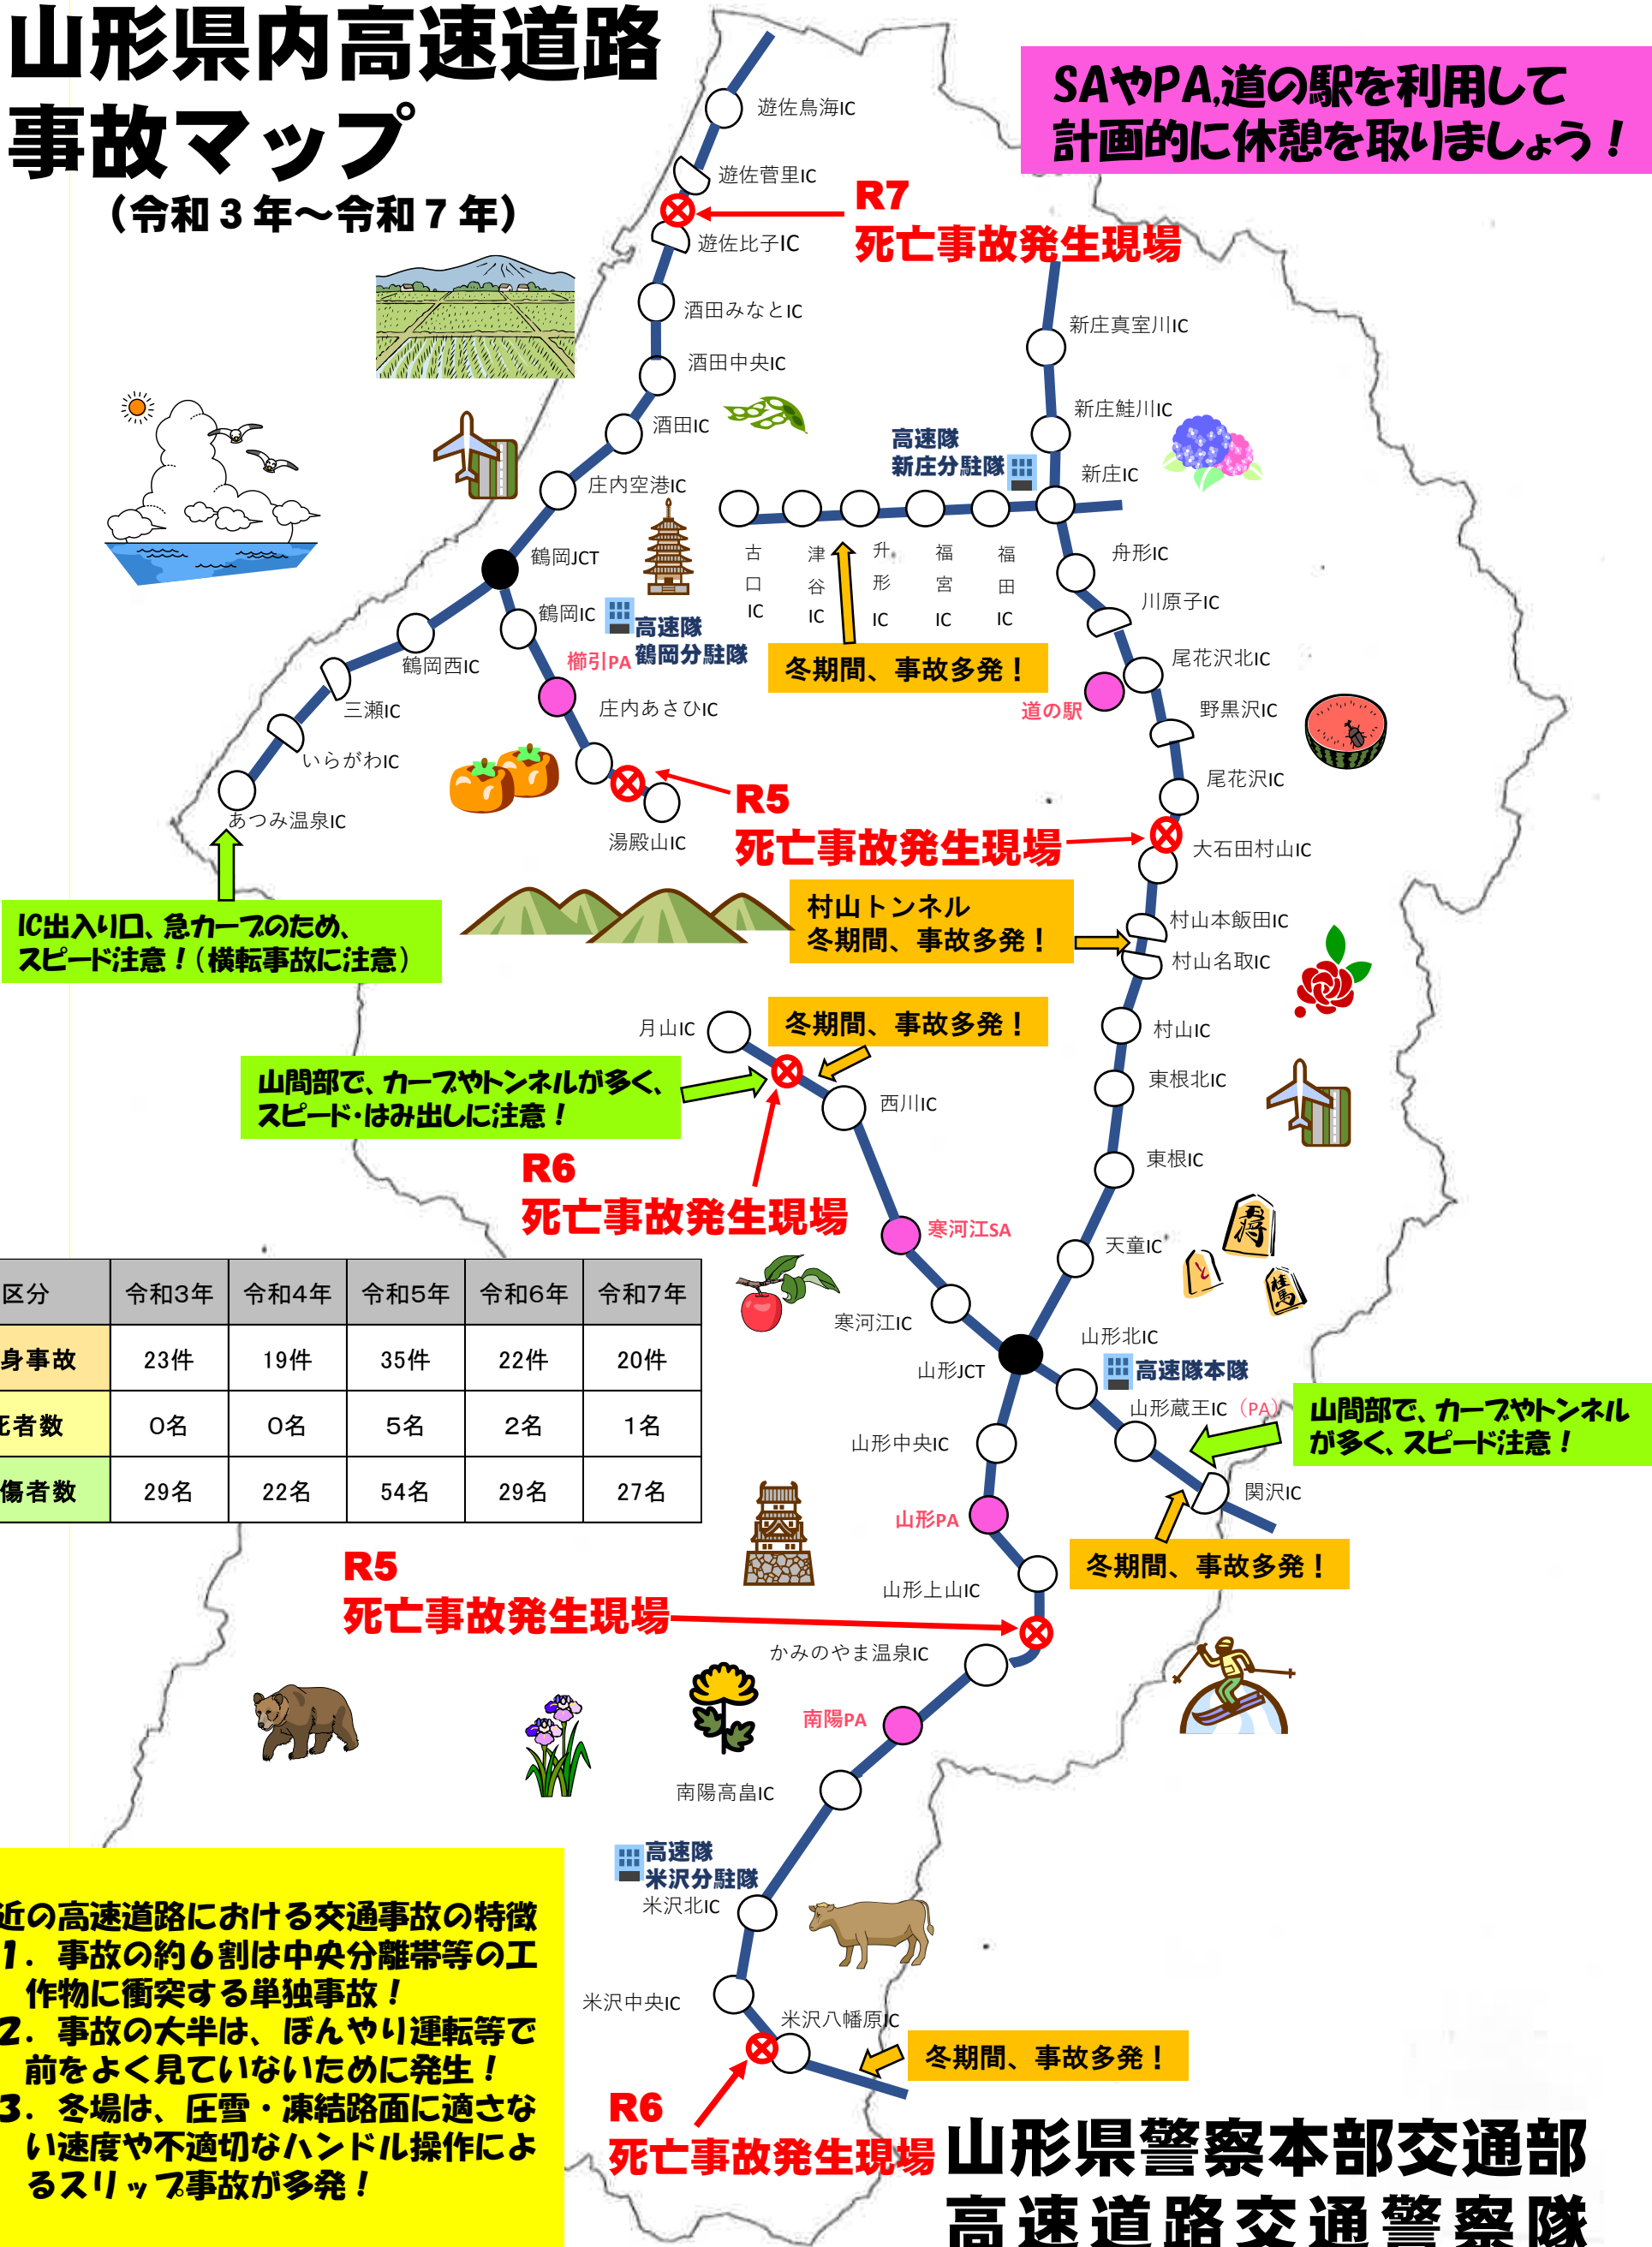 山形県内高速道路
事故マップ
（令和３年～令和７年）
SAやPA,道の駅を利用して
計画的に休憩を取りましょう！
遊佐鳥海IC
遊佐菅里IC
R7
死亡事故発生現場
遊佐比子IC
酒田みなとIC
酒田中央IC
酒田IC
庄内空港IC
鶴岡JCT
鶴岡IC
高速隊
鶴岡分駐隊
櫛引PA
鶴岡西IC
三瀬IC
いらがわIC
あつみ温泉IC
庄内あさひIC
湯殿山IC
新庄真室川IC
新庄鮭川IC
高速隊
新庄分駐隊
新庄IC
古口IC
津谷IC
升形IC
福宮IC
福田IC
冬期間、事故多発！
舟形IC
川原子IC
尾花沢北IC
道の駅
野黒沢IC
尾花沢IC
R5
死亡事故発生現場
大石田村山IC
IC出入り口、急カーブのため、
スピード注意！（横転事故に注意）
村山トンネル
冬期間、事故多発！
村山本飯田IC
村山名取IC
村山IC
東根北IC
東根IC
天童IC
月山IC
冬期間、事故多発！
山間部で、カーブやトンネルが多く、
スピード・はみ出しに注意！
西川IC
R6
死亡事故発生現場
寒河江SA
寒河江IC
山形JCT
山形北IC
高速隊本隊
山形蔵王IC（PA）
山間部で、カーブやトンネル
が多く、スピード注意！
関沢IC
冬期間、事故多発！
区分 令和3年 令和4年 令和5年 令和6年 令和7年
身事故 23件 19件 35件 22件 20件
死者数 0名 0名 5名 2名 1名
傷者数 29名 22名 54名 29名 27名
山形中央IC
山形PA
山形上山IC
R5
死亡事故発生現場
かみのやま温泉IC
南陽PA
南陽高畠IC
高速隊
米沢分駐隊
米沢北IC
米沢中央IC
米沢八幡原IC
冬期間、事故多発！
R6
死亡事故発生現場
近の高速道路における交通事故の特徴
1．事故の約６割は中央分離帯等の工
作物に衝突する単独事故！
2．事故の大半は、ぼんやり運転等で
前をよく見ていないために発生！
3．冬場は、圧雪・凍結路面に適さな
い速度や不適切なハンドル操作によ
るスリップ事故が多発！
王将
と
桂馬
山形県警察本部交通部
高速道路交通警察隊